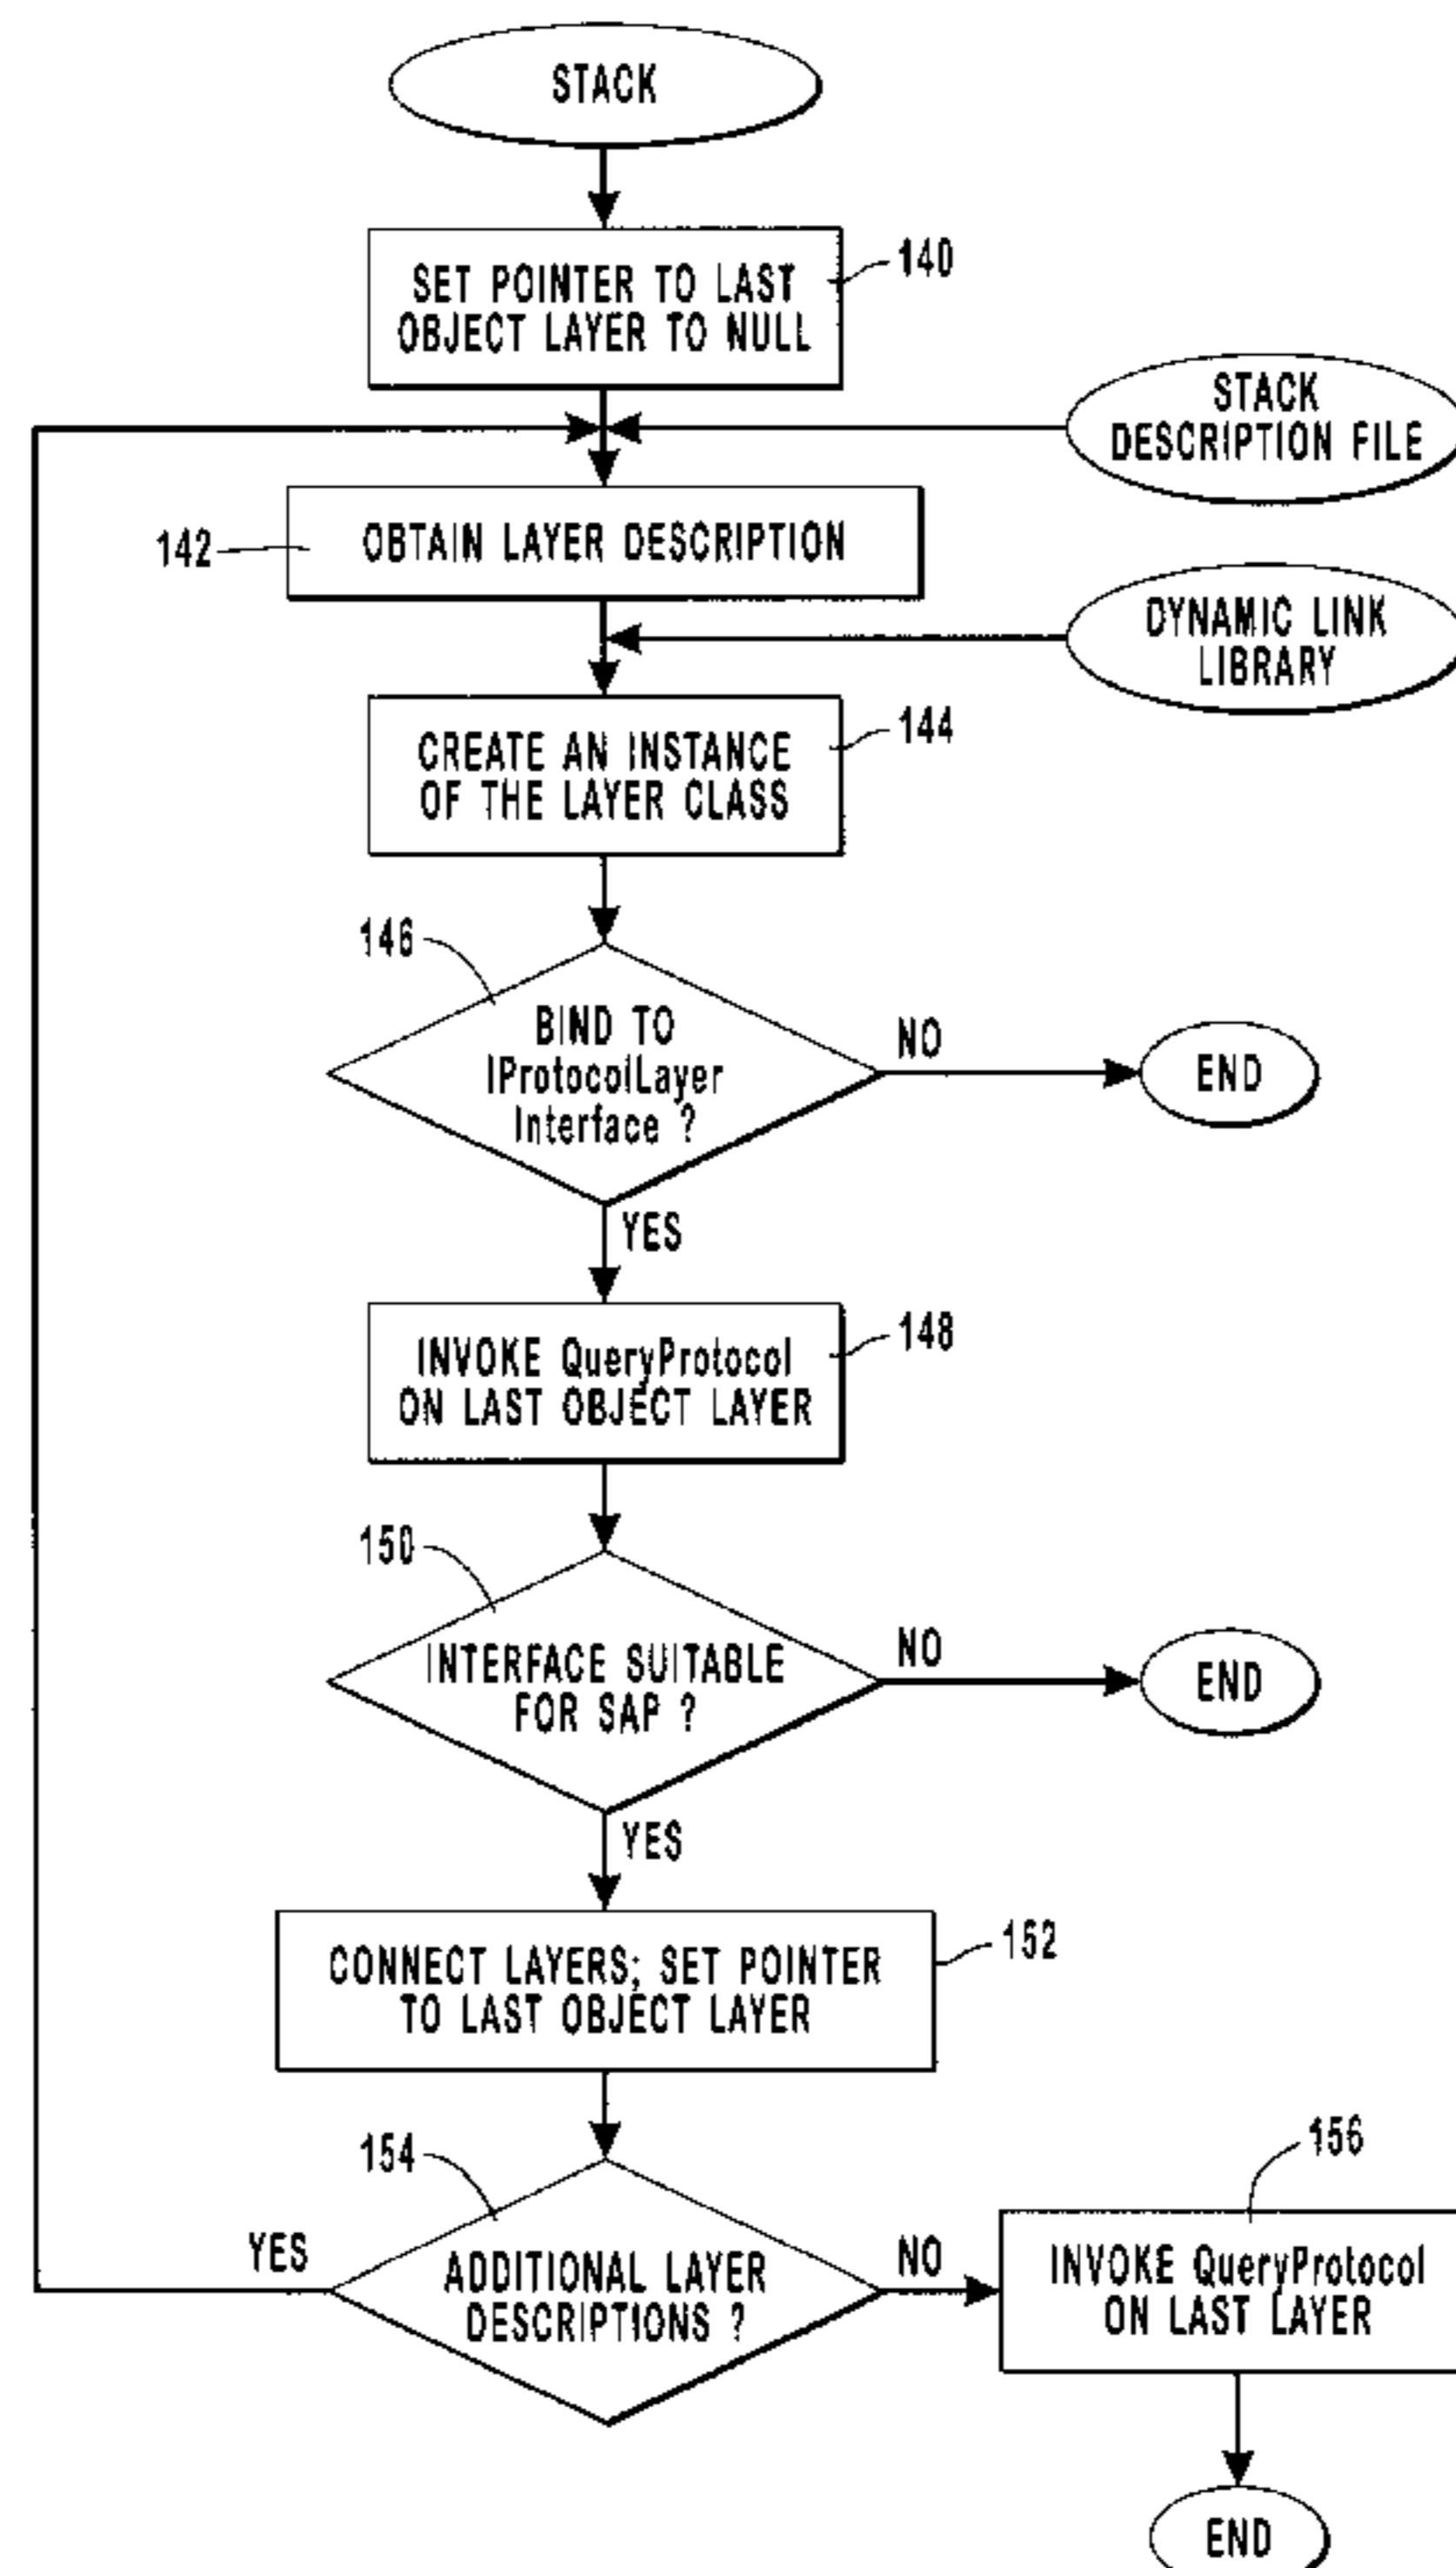 STACK
SET POINTER TO LAST
OBJECT LAYER TO NULL
140
STACK
DESCRIPTION FILE
142
OBTAIN LAYER DESCRIPTION
DYNAMIC LINK
LIBRARY
144
CREATE AN INSTANCE
OF THE LAYER CLASS
146
BIND TO
IProtocolLayer
Interface ?
NO
END
YES
148
INVOKE QueryProtocol
ON LAST OBJECT LAYER
150
INTERFACE SUITABLE
FOR SAP ?
NO
END
YES
152
CONNECT LAYERS; SET POINTER
TO LAST OBJECT LAYER
154
156
YES
ADDITIONAL LAYER
DESCRIPTIONS ?
NO
INVOKE QueryProtocol
ON LAST LAYER
END